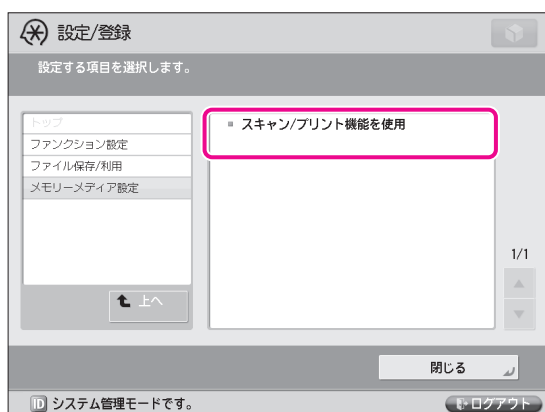 設定/登録
設定する項目を選択します。
トップ
ファンクション設定
ファイル保存/利用
メモリーメディア設定
上へ
スキャン/プリント機能を使用
1/1
閉じる
ID システム管理モードです。
ログアウト